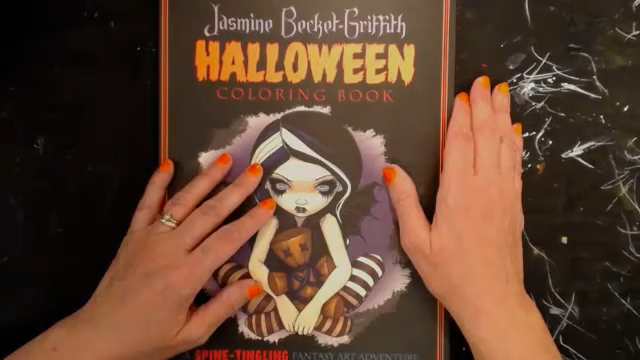 Jasmine Becket-Griffith
HALLOWEEN
COLORING BOOK
A SPINE-TINGLING FANTASY ART ADVENTURE